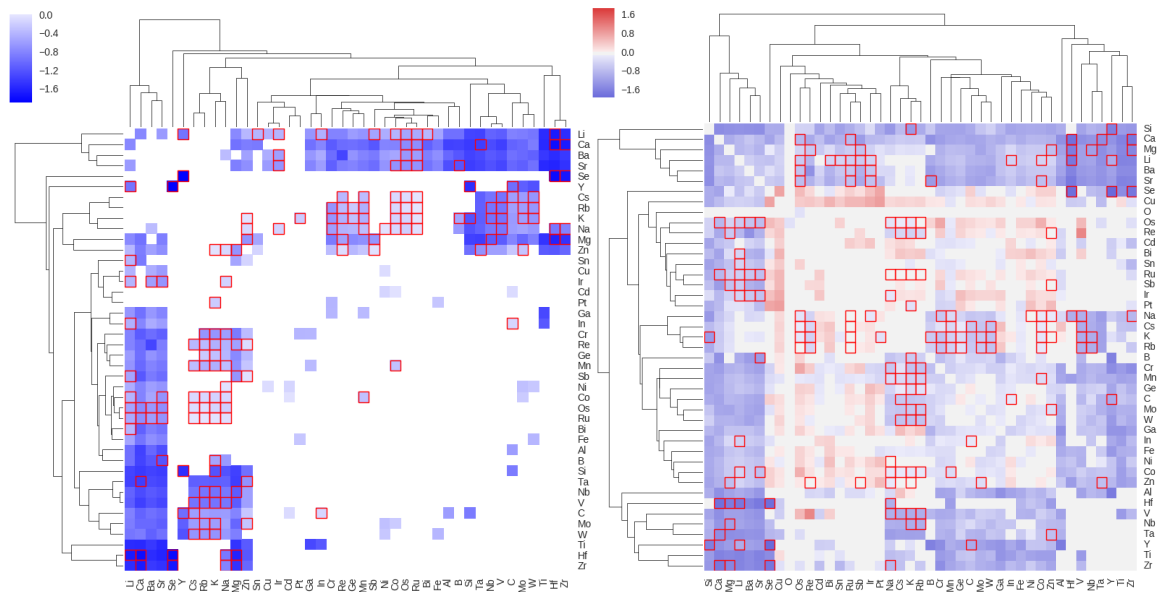 0.0
−0.4
−0.8
−1.2
−1.6
1.6
0.8
0.0
−0.8
−1.6
Li
Ca
Ba
Sr
Se
Y
Cs
Rb
K
Na
Mg
Zn
Sn
Cu
Ir
Cd
Pt
Ga
In
Cr
Re
Ge
Mn
Sb
Ni
Co
Os
Ru
Bi
Fe
Al
B
Si
Ta
Nb
V
C
Mo
W
Ti
Hf
Zr
Li Ca Ba Sr Se Y Cs Rb K Na Mg Zn Sn Cu Ir Cd Pt Ga In Cr Re Ge Mn Sb Ni Co Os Ru Bi Fe Al B Si Ta Nb V C Mo W Ti Hf Zr
Si
Ca
Mg
Li
Ba
Sr
Se
Cu
O
Os
Re
Cd
Bi
Sn
Ru
Sb
Ir
Pt
Na
Cs
K
Rb
B
Cr
Mn
Ge
C
Mo
W
Ga
In
Fe
Ni
Co
Zn
Al
Hf
V
Nb
Ta
Y
Ti
Zr
Si Ca Mg Li Ba Sr Se Cu O Os Re Cd Bi Sn Ru Sb Ir Pt Na Cs K Rb B Cr Mn Ge C Mo W Ga In Fe Ni Co Zn Al Hf V Nb Ta Y Ti Zr